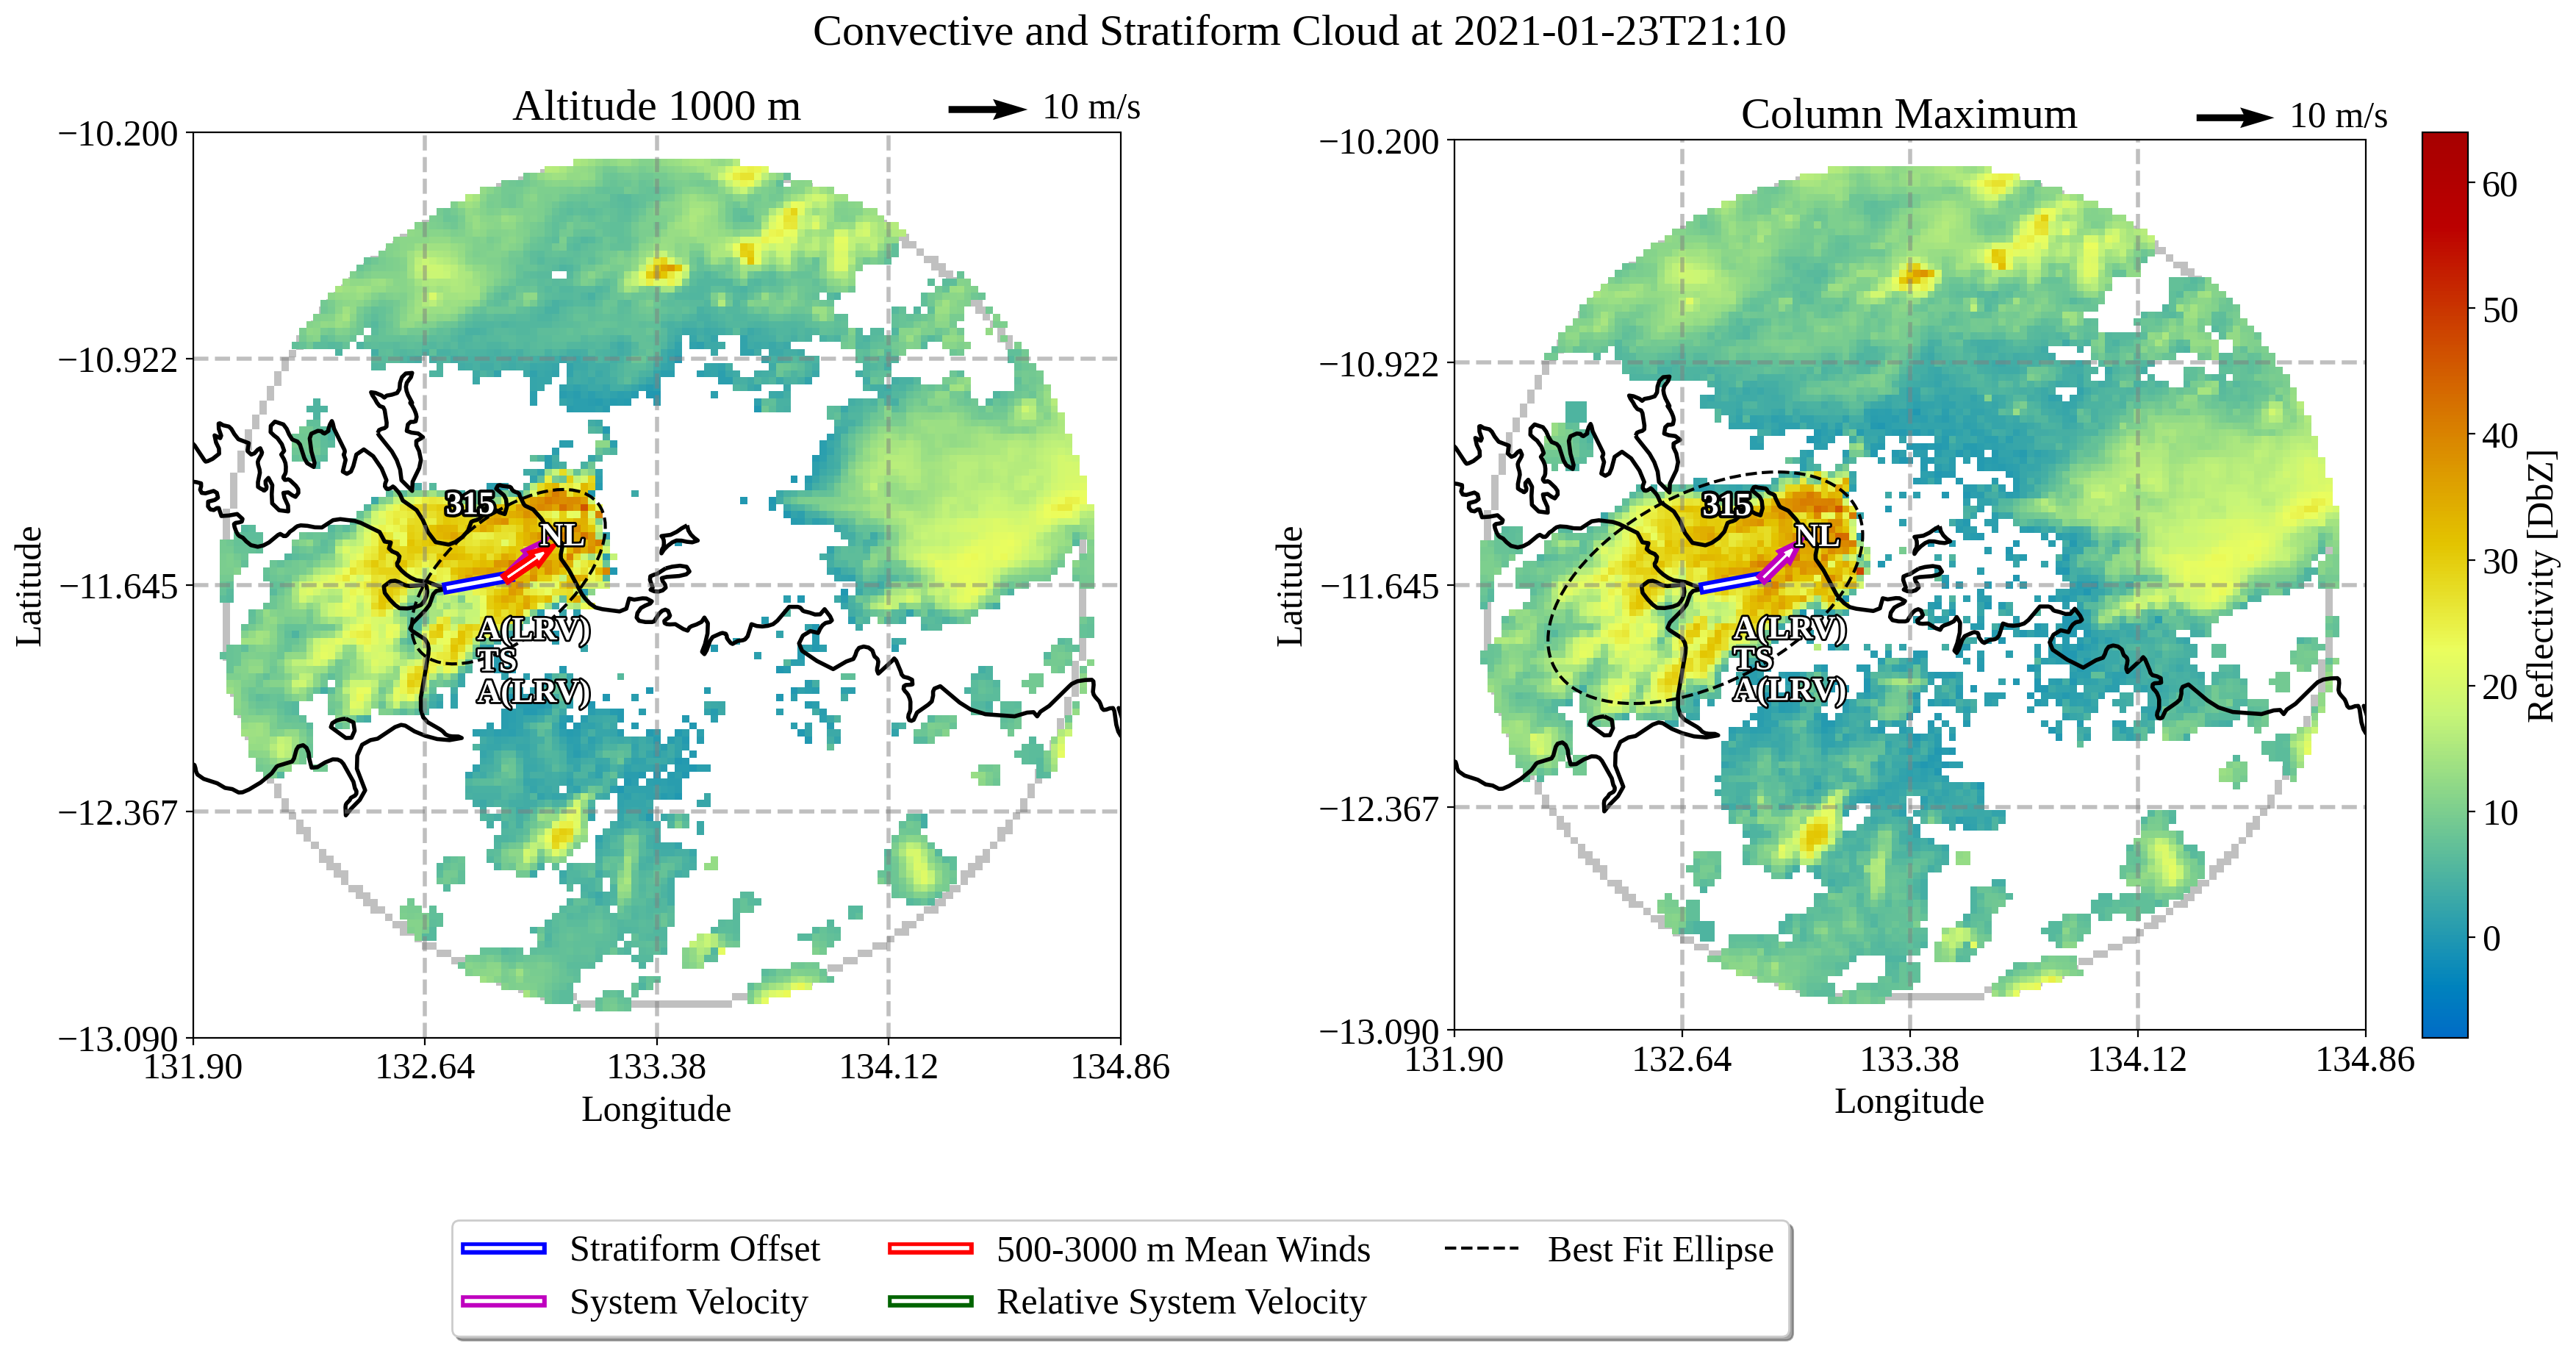 Convective and Stratiform Cloud at 2021-01-23T21:10
Altitude 1000 m
10 m/s
−10.200
−10.922
−11.645
−12.367
−13.090
Latitude
131.90
132.64
133.38
134.12
134.86
Longitude
315
NL
A(LRV)
TS
A(LRV)
Column Maximum
10 m/s
−10.200
−10.922
−11.645
−12.367
−13.090
Latitude
131.90
132.64
133.38
134.12
134.86
Longitude
315
NL
A(LRV)
TS
A(LRV)
60
50
40
30
20
10
0
Reflectivity [DbZ]
Stratiform Offset
System Velocity
500-3000 m Mean Winds
Relative System Velocity
Best Fit Ellipse